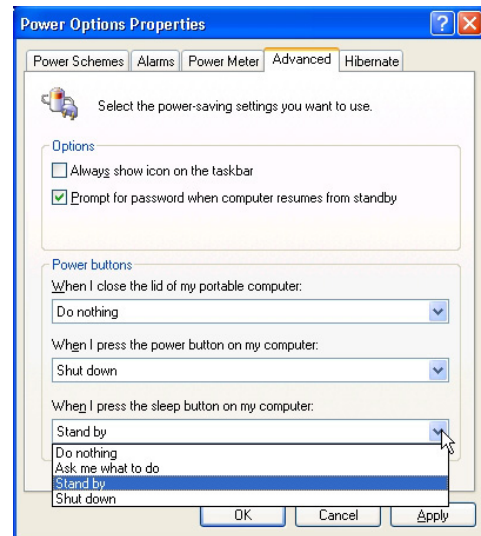 Power Options Properties
Power Schemes Alarms Power Meter Advanced Hibernate
Select the power-saving settings you want to use.
Options
Always show icon on the taskbar
Prompt for password when computer resumes from standby
Power buttons
When I close the lid of my portable computer:
Do nothing
When I press the power button on my computer:
Shut down
When I press the sleep button on my computer:
Stand by
Do nothing
Ask me what to do
Stand by
Shut down
OK Cancel Apply